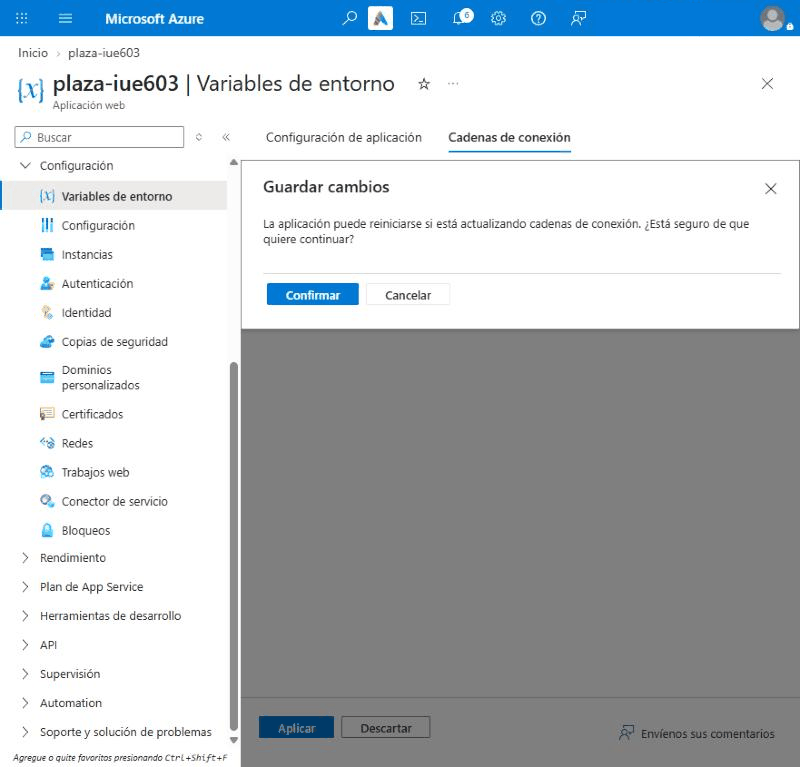 Microsoft Azure
6
Inicio > plaza-iue603
plaza-iue603 | Variables de entorno
Aplicación web
Buscar
Configuración de aplicación
Cadenas de conexión
Configuración
Variables de entorno
Configuración
Instancias
Autenticación
Identidad
Copias de seguridad
Dominios
personalizados
Certificados
Redes
Trabajos web
Conector de servicio
Bloqueos
Rendimiento
Plan de App Service
Herramientas de desarrollo
API
Supervisión
Automation
Soporte y solución de problemas
Agregue o quite favoritos presionando Ctrl+Shift+F
Guardar cambios
La aplicación puede reiniciarse si está actualizando cadenas de conexión. ¿Está seguro de que
quiere continuar?
Confirmar
Cancelar
Aplicar
Descartar
Envíenos sus comentarios